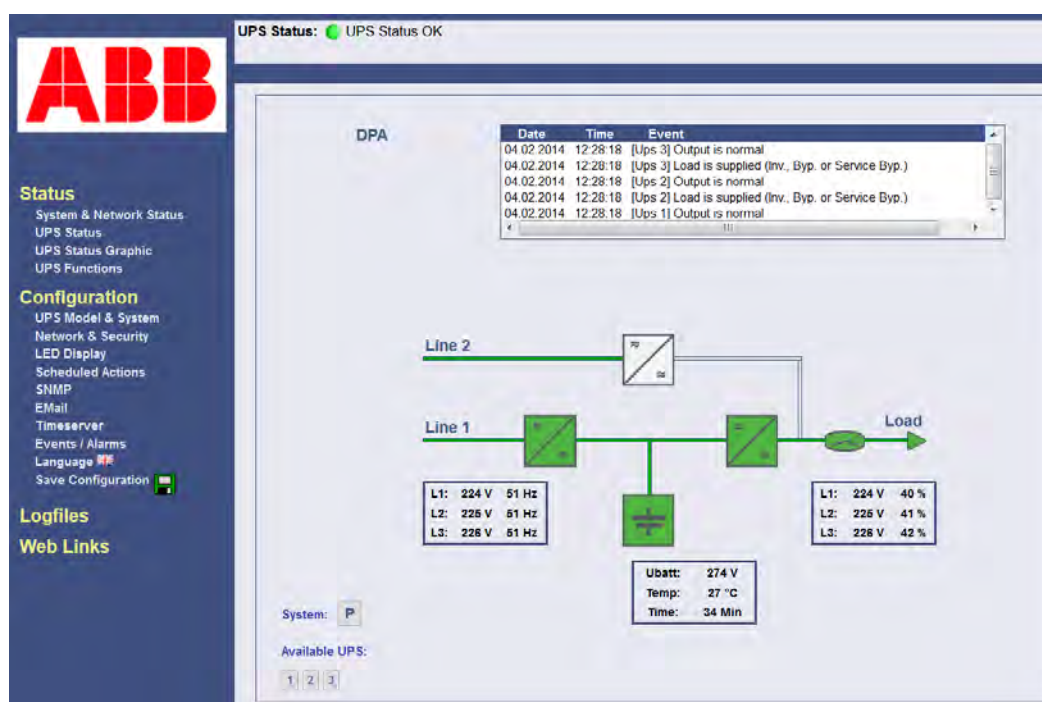 UPS Status: UPS Status OK
ABB
Status
System & Network Status
UPS Status
UPS Status Graphic
UPS Functions
Configuration
UPS Model & System
Network & Security
LED Display
Scheduled Actions
SNMP
EMail
Timeserver
Events / Alarms
Language
Save Configuration
Logfiles
Web Links
DPA
Date Time Event
04.02.2014 12:28:18 [Ups 3] Output is normal
04.02.2014 12:28:18 [Ups 3] Load is supplied (Inv., Byp. or Service Byp.)
04.02.2014 12:28:18 [Ups 2] Output is normal
04.02.2014 12:28:18 [Ups 2] Load is supplied (Inv., Byp. or Service Byp.)
04.02.2014 12:28:18 [Ups 1] Output is normal
Line 2
Line 1
Load
L1: 224 V 51 Hz
L2: 225 V 51 Hz
L3: 226 V 51 Hz
L1: 224 V 40 %
L2: 225 V 41 %
L3: 226 V 42 %
Ubatt: 274 V
Temp: 27 °C
Time: 34 Min
System: P
Available UPS:
1 2 3